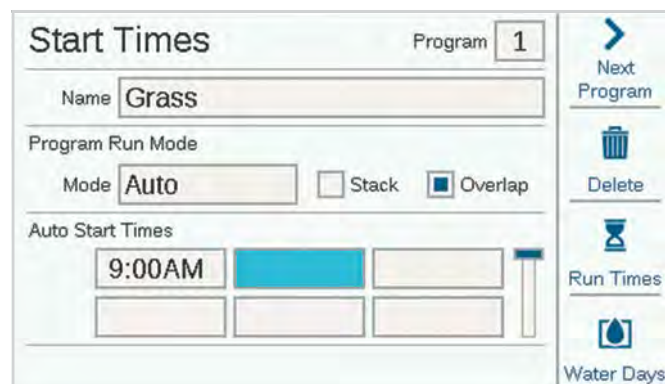 Start Times Program 1
Name Grass
Program Run Mode
Mode Auto Stack Overlap
Auto Start Times
9:00AM
Next
Program
Delete
Run Times
Water Days